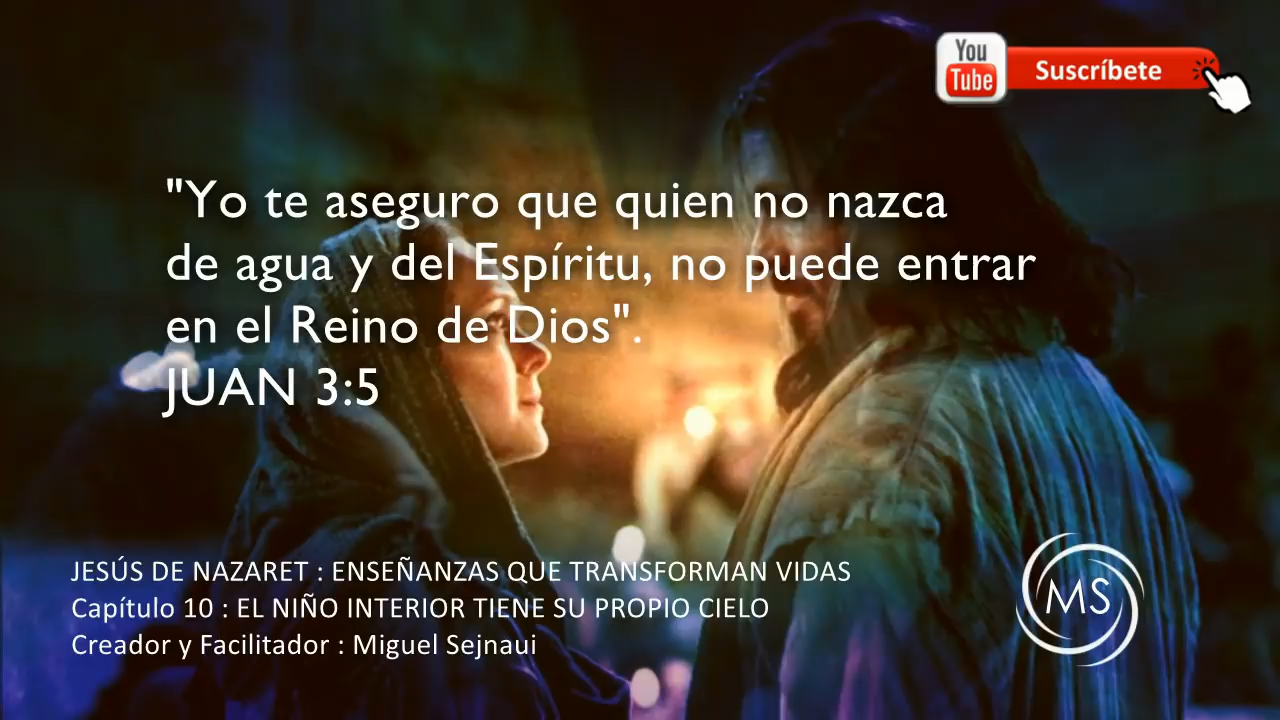 You
Tube
Suscríbete
"Yo te aseguro que quien no nazca
de agua y del Espíritu, no puede entrar
en el Reino de Dios".
JUAN 3:5
JESÚS DE NAZARET : ENSEÑANZAS QUE TRANSFORMAN VIDAS
Capítulo 10 : EL NIÑO INTERIOR TIENE SU PROPIO CIELO
Creador y Facilitador : Miguel Sejnaui
MS